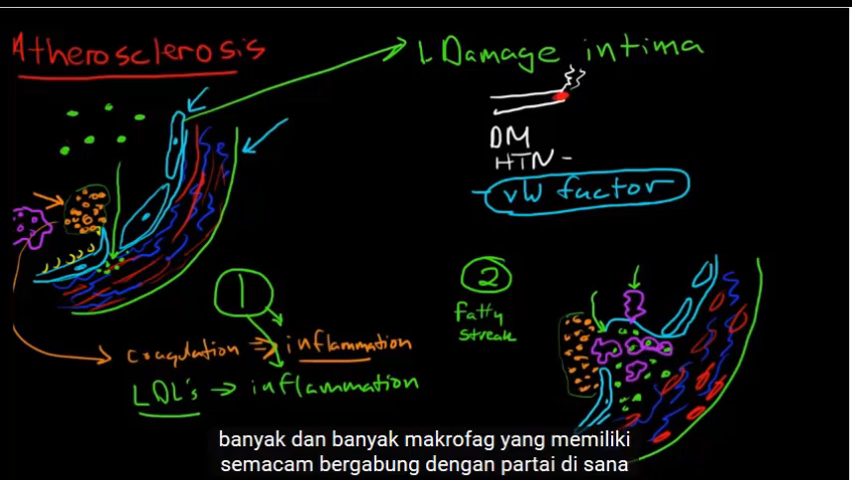 Atherosclerosis
1. Damage intima
DM
HTN -
vW factor
1
2
Fatty
Streak
coagulation => inflammation
LDL's -> inflammation
banyak dan banyak makrofag yang memiliki
semacam bergabung dengan partai di sana